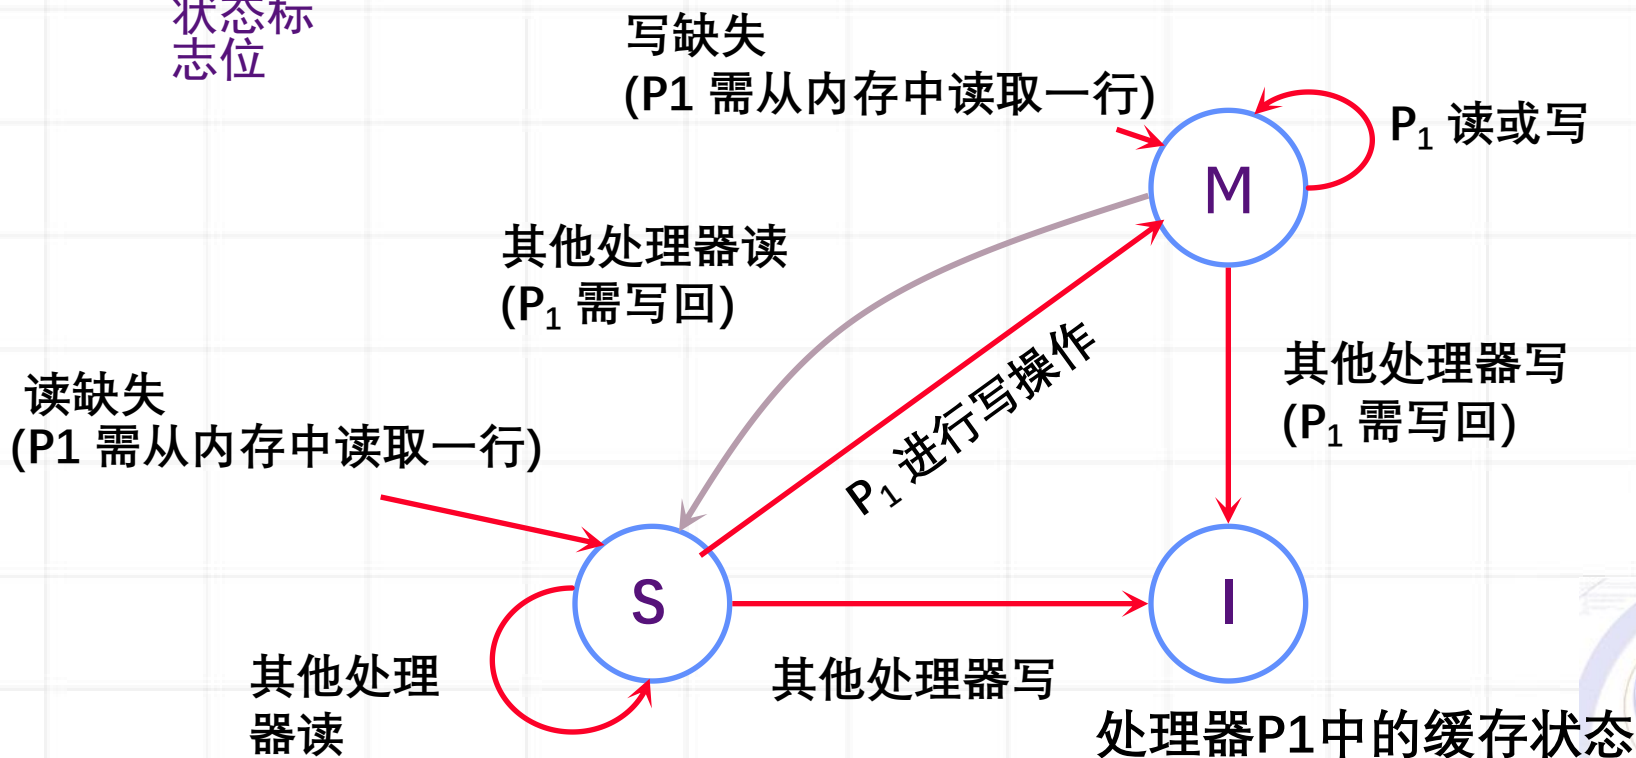 状态标
志位
写缺失
(P1 需从内存中读取一行)
P₁ 读或写
M
其他处理器读
(P₁ 需写回)
P₁ 进行写操作
其他处理器写
(P₁ 需写回)
读缺失
(P1 需从内存中读取一行)
S
I
其他处理
器读
其他处理器写
处理器P1中的缓存状态